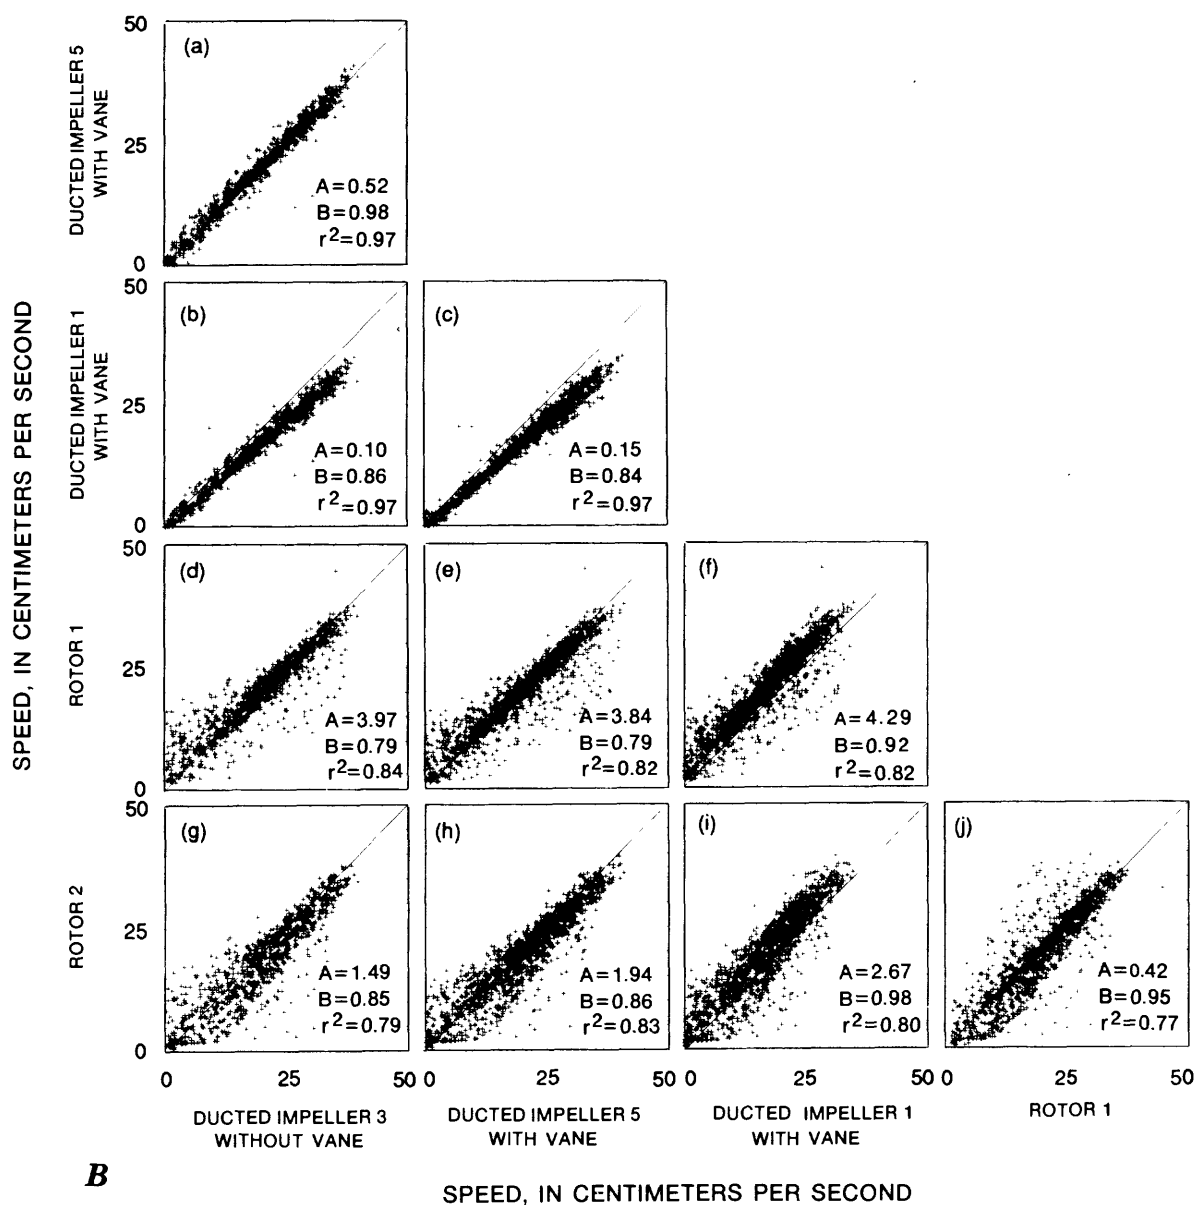 50
(a)
DUCTED IMPELLER 5
WITH VANE
25
A=0.52
B=0.98
r2=0.97
0
50
(b)
(c)
DUCTED IMPELLER 1
WITH VANE
25
A=0.10
B=0.86
r2=0.97
A=0.15
B=0.84
r2=0.97
0
SPEED, IN CENTIMETERS PER SECOND
50
(d)
(e)
(f)
ROTOR 1
25
A=3.97
B=0.79
r2=0.84
A=3.84
B=0.79
r2=0.82
A=4.29
B=0.92
r2=0.82
0
50
(g)
(h)
(i)
(j)
ROTOR 2
25
A=1.49
B=0.85
r2=0.79
A=1.94
B=0.86
r2=0.83
A=2.67
B=0.98
r2=0.80
A=0.42
B=0.95
r2=0.77
0
0 25 50 0 25 50 0 25 50 0 25 50
DUCTED IMPELLER 3
WITHOUT VANE
DUCTED IMPELLER 5
WITH VANE
DUCTED IMPELLER 1
WITH VANE
ROTOR 1
B
SPEED, IN CENTIMETERS PER SECOND